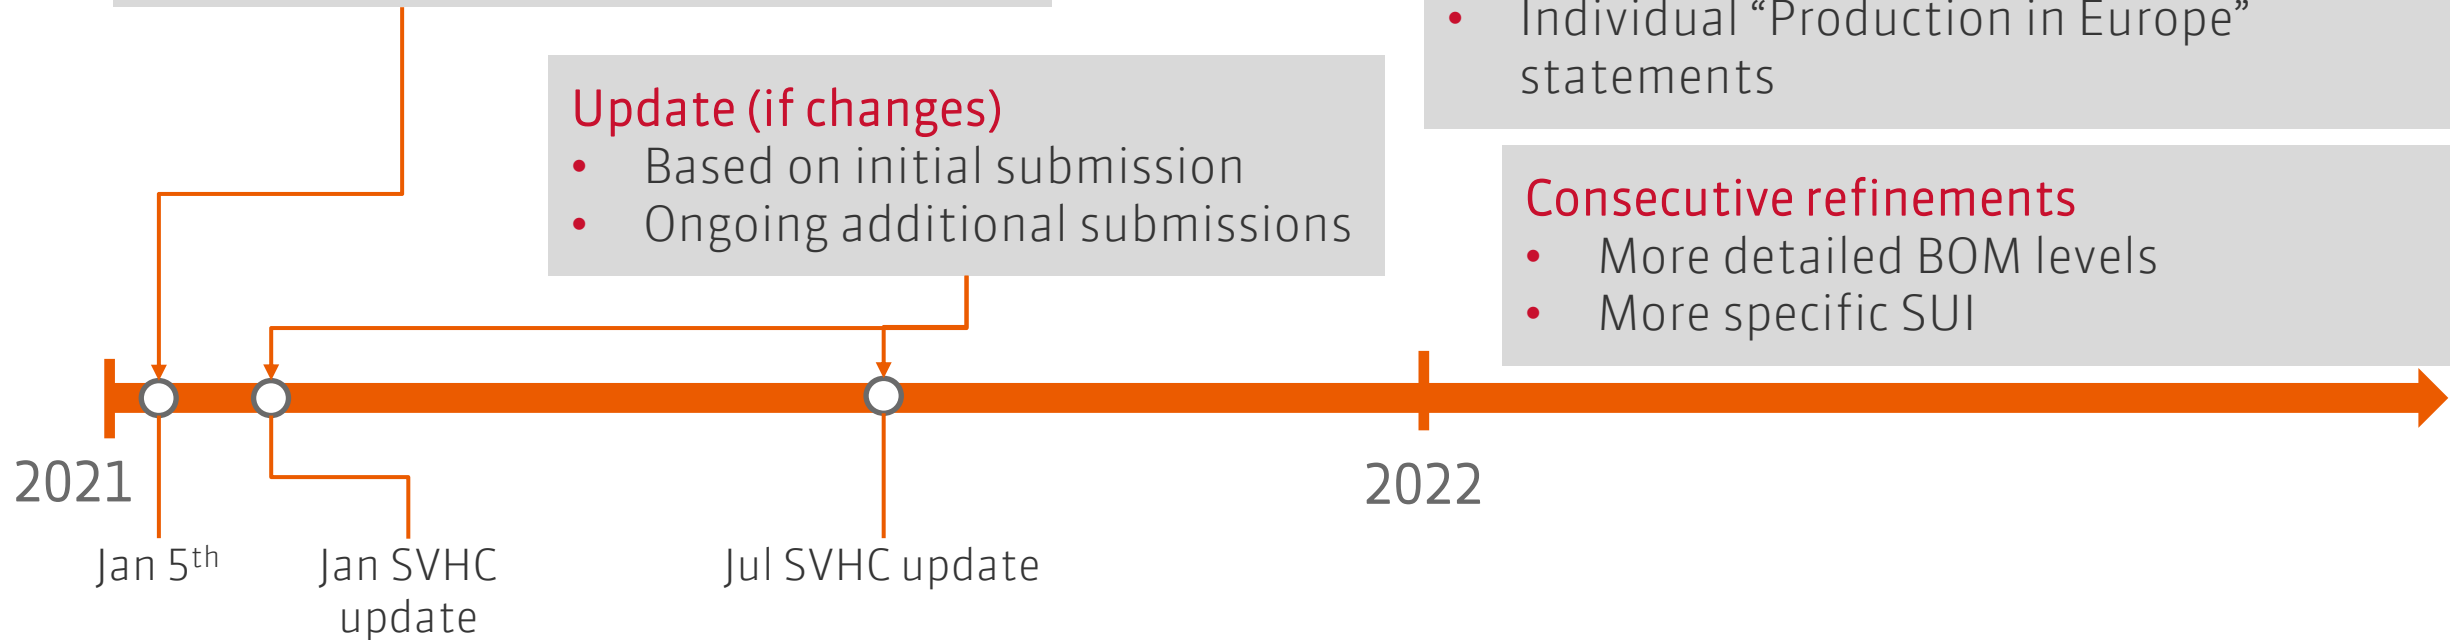 • Individual “Production in Europe”
statements
Update (if changes)
• Based on initial submission
• Ongoing additional submissions
Consecutive refinements
• More detailed BOM levels
• More specific SUI
2021
2022
Jan 5th
Jan SVHC
update
Jul SVHC update